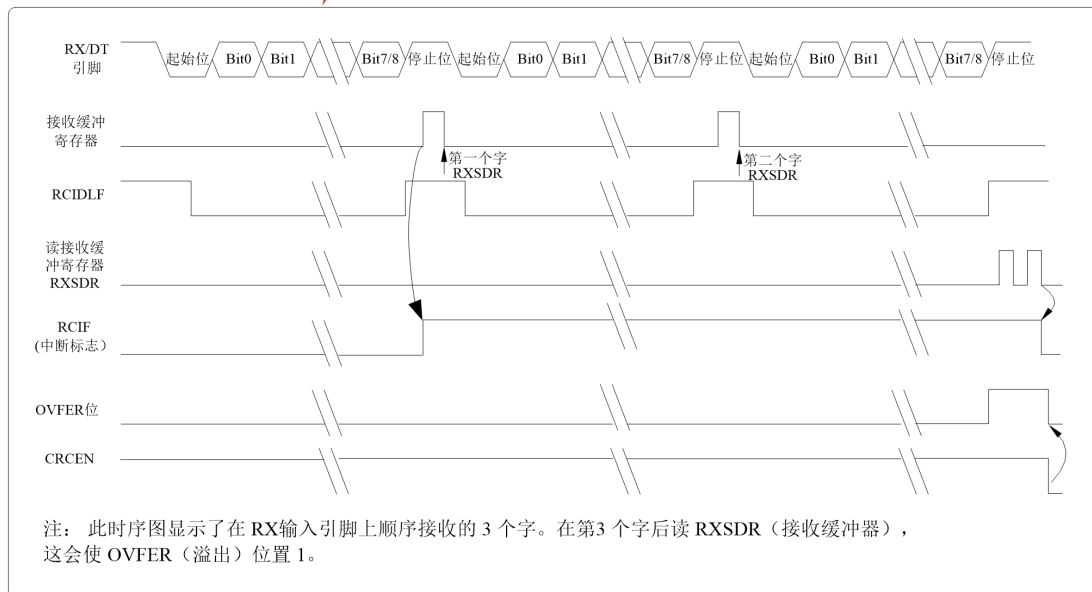 RX/DT
引脚
起始位 Bit0 Bit1 Bit7/8 停止位 起始位 Bit0 Bit1 Bit7/8 停止位 起始位 Bit0 Bit1 Bit7/8 停止位
接收缓冲
寄存器
第一个字
RXSDR
第二个字
RXSDR
RCIDLF
读接收缓
冲寄存器
RXSDR
RCIF
(中断标志）
OVFER位
CRCEN
注： 此时序图显示了在 RX输入引脚上顺序接收的 3 个字。在第3 个字后读 RXSDR（接收缓冲器），
这会使 OVFER（溢出）位置 1。